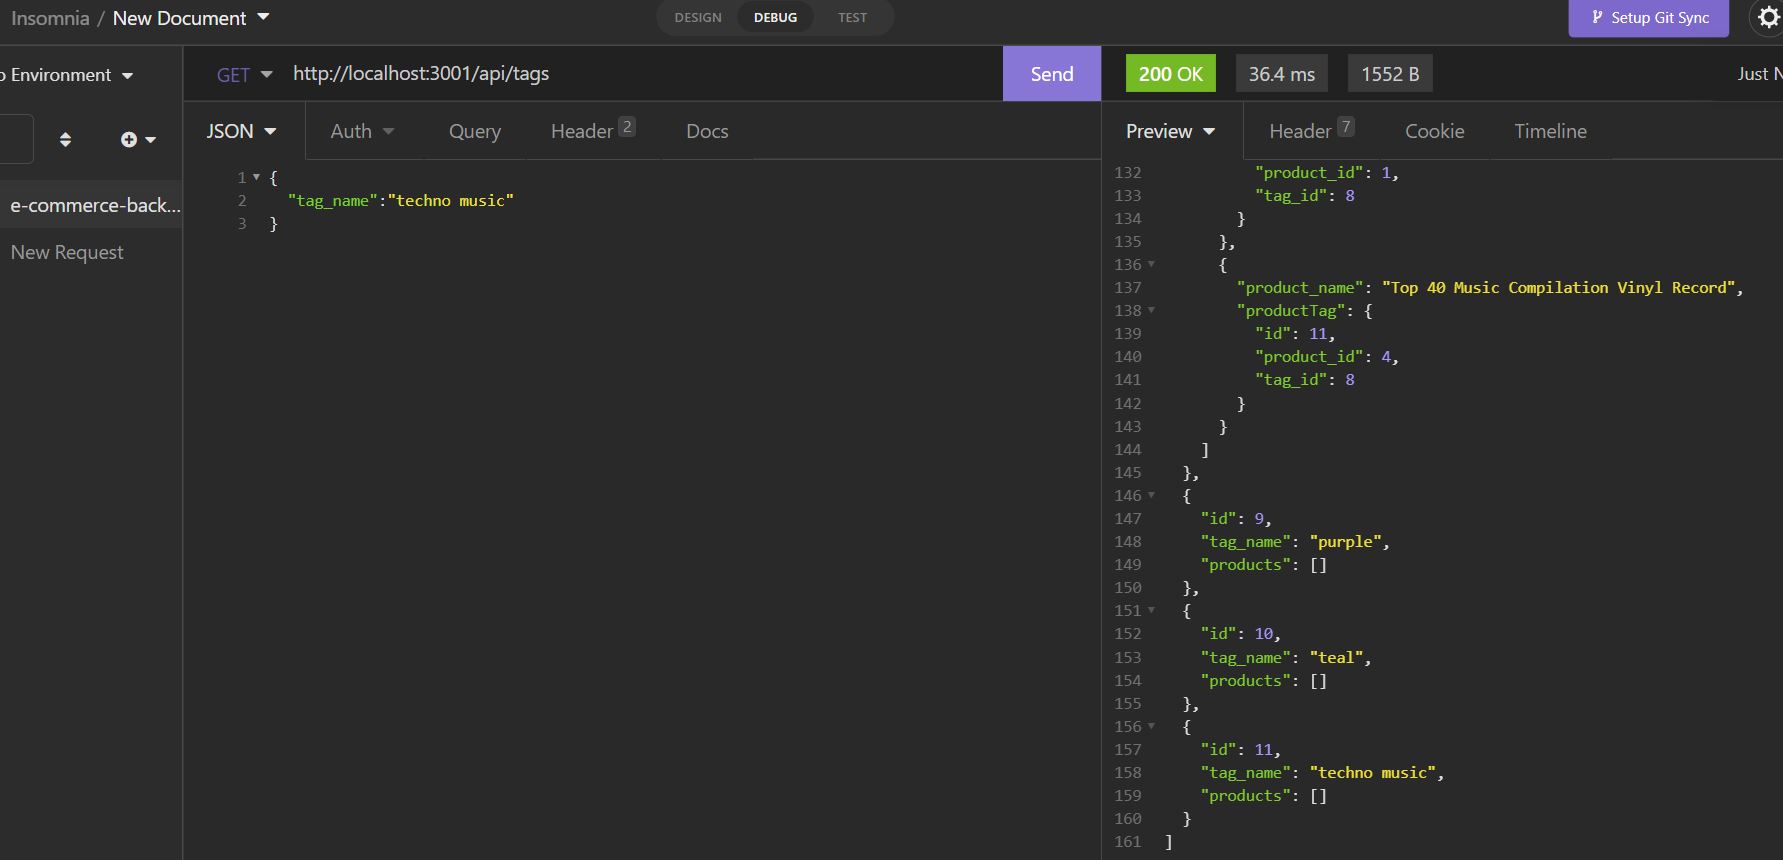 Insomnia / New Document
DESIGN DEBUG TEST
Setup Git Sync
Environment
GET http://localhost:3001/api/tags
Send
200 OK 36.4 ms 1552 B
Just
JSON Auth Query Header 2 Docs
Preview Header 7 Cookie Timeline
e-commerce-back...
New Request
1 {
2 "tag_name":"techno music"
3 }
132 "product_id": 1,
133 "tag_id": 8
134 }
135 },
136 {
137 "product_name": "Top 40 Music Compilation Vinyl Record",
138 "productTag": {
139 "id": 11,
140 "product_id": 4,
141 "tag_id": 8
142 }
143 }
144 ]
145 },
146 {
147 "id": 9,
148 "tag_name": "purple",
149 "products": []
150 },
151 {
152 "id": 10,
153 "tag_name": "teal",
154 "products": []
155 },
156 {
157 "id": 11,
158 "tag_name": "techno music",
159 "products": []
160 }
161 ]